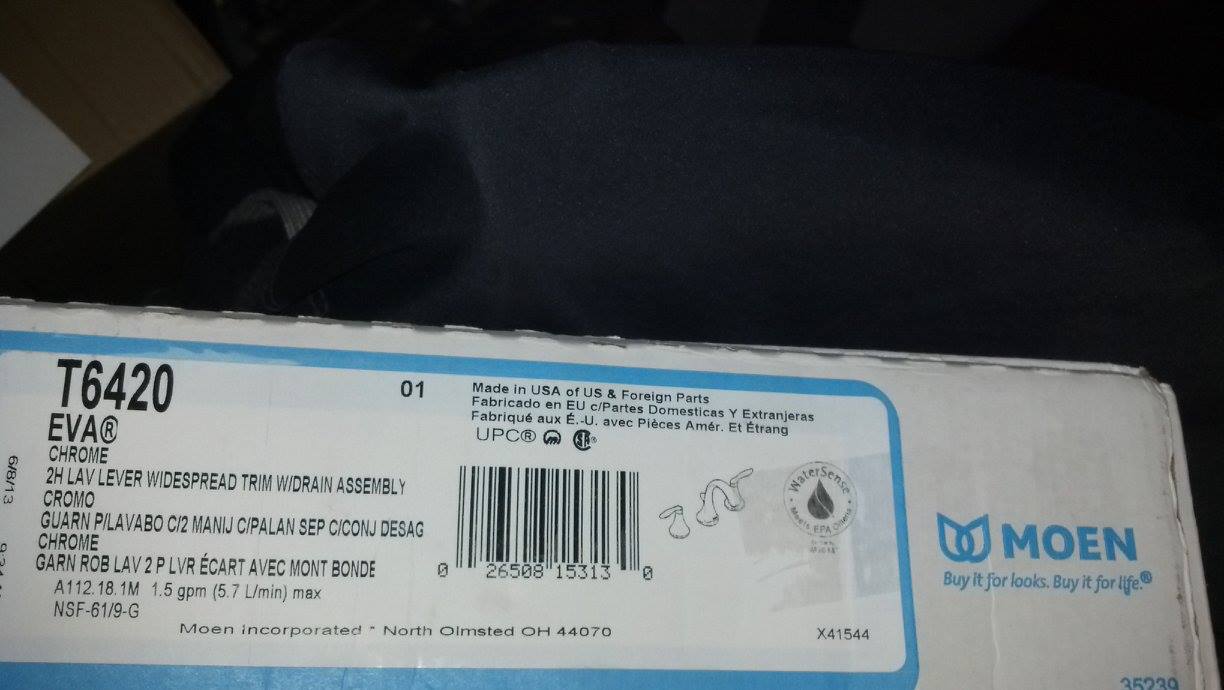 T6420
01
EVA®
CHROME
2H LAV LEVER WIDESPREAD TRIM W/DRAIN ASSEMBLY
CROMO
GUARN P/LAVABO C/2 MANIJ C/PALAN SEP C/CONJ DESAG
CHROME
GARN ROB LAV 2 P LVR ÉCART AVEC MONT BONDE
A112.18.1M 1.5 gpm (5.7 L/min) max
NSF-61/9-G
Moen Incorporated * North Olmsted OH 44070
Made in USA of US & Foreign Parts
Fabricado en EU c/Partes Domesticas Y Extranjeras
Fabriqué aux É.-U. avec Pièces Amér. Et Étrang
UPC®
0 26508 15313 0
WaterSense
Meets EPA Criteria
X41544
MOEN
Buy it for looks. Buy it for life.®
35239
6/8/13